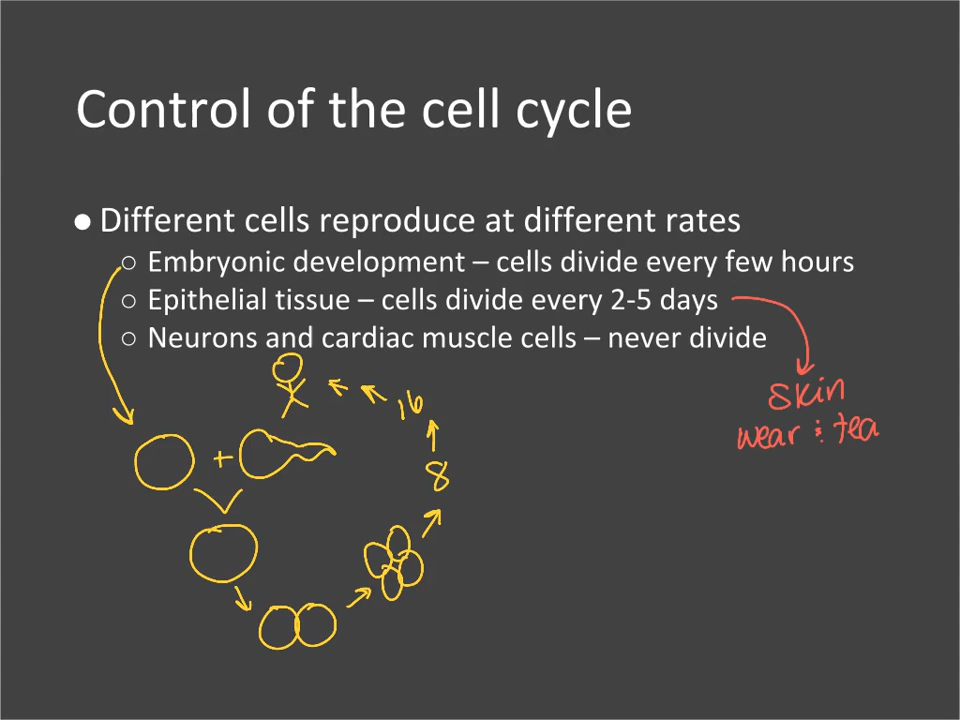 Control of the cell cycle
● Different cells reproduce at different rates
○ Embryonic development – cells divide every few hours
○ Epithelial tissue – cells divide every 2-5 days
○ Neurons and cardiac muscle cells – never divide
skin
wear & tea
16
+
8